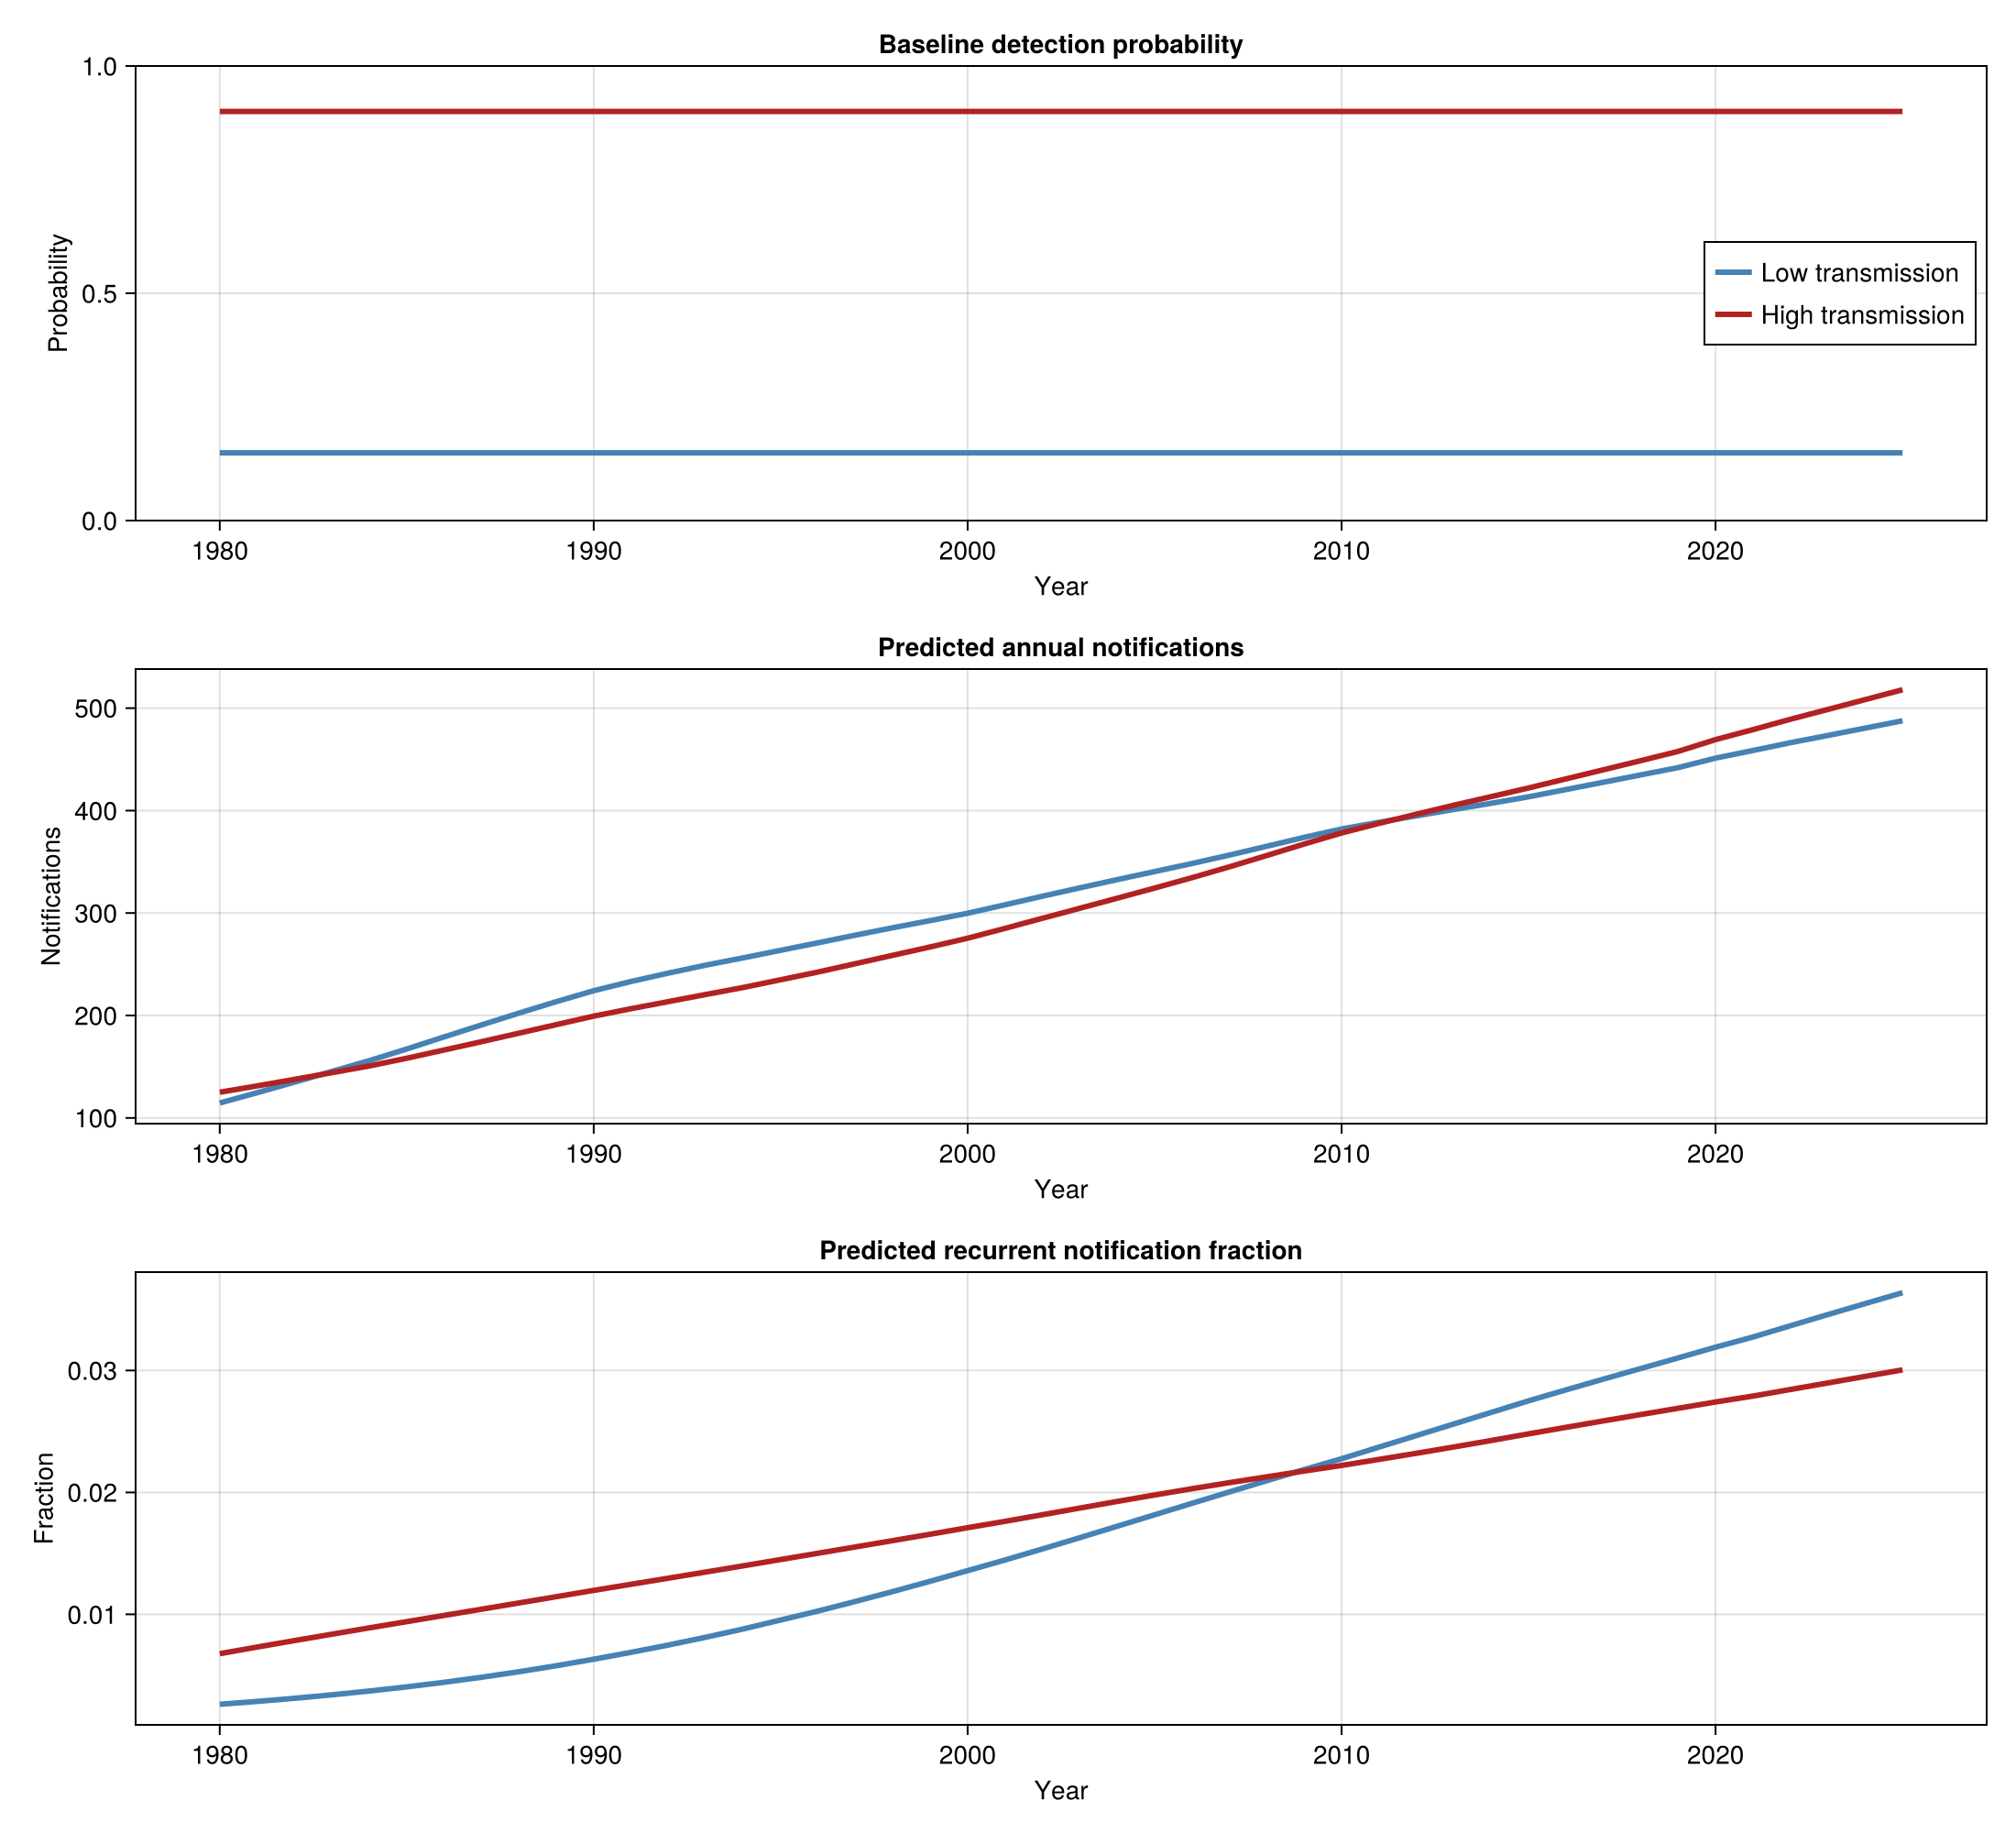 Baseline detection probability
1.0
0.5
0.0
Probability
Low transmission
High transmission
1980 1990 2000 2010 2020
Year
Predicted annual notifications
500
400
300
200
100
Notifications
1980 1990 2000 2010 2020
Year
Predicted recurrent notification fraction
0.03
0.02
0.01
Fraction
1980 1990 2000 2010 2020
Year